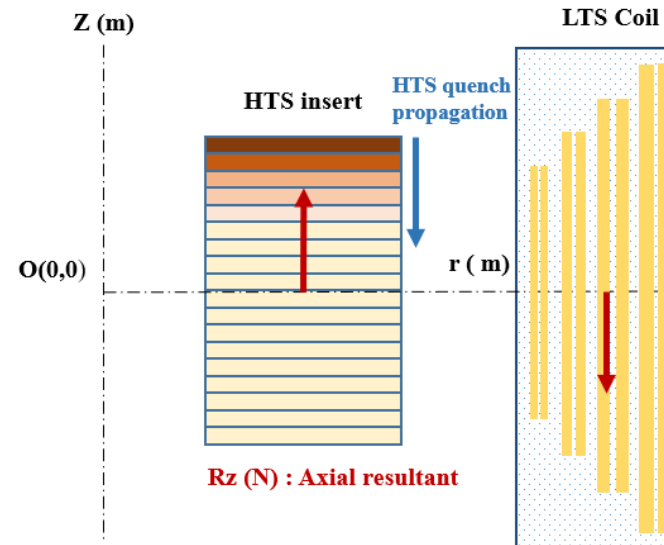 Z (m)
LTS Coil
HTS insert
HTS quench
propagation
O(0,0)
r ( m)
Rz (N) : Axial resultant